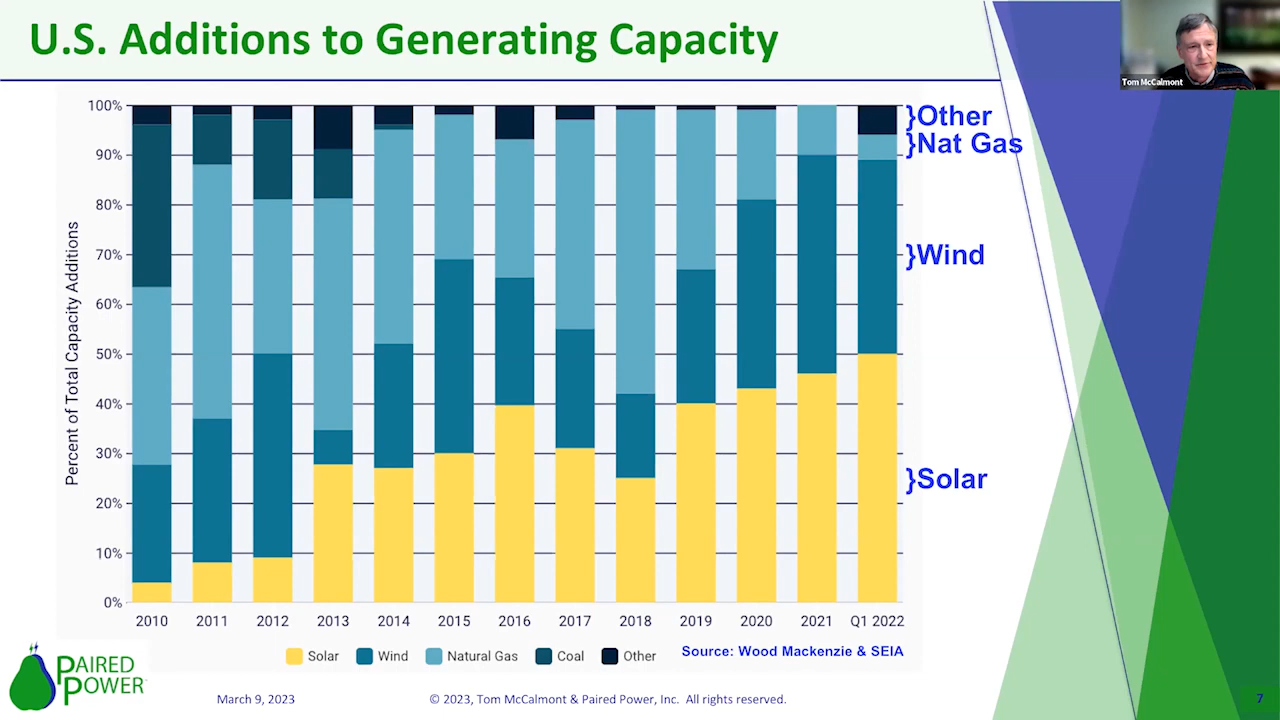 U.S. Additions to Generating Capacity
Tom McCalmont
Percent of Total Capacity Additions
100%
90%
80%
70%
60%
50%
40%
30%
20%
10%
0%
2010 2011 2012 2013 2014 2015 2016 2017 2018 2019 2020 2021 Q1 2022
}Other
}Nat Gas
}Wind
}Solar
Solar Wind Natural Gas Coal Other
Source: Wood Mackenzie & SEIA
PAIRED
POWER
March 9, 2023 © 2023, Tom McCalmont & Paired Power, Inc. All rights reserved. 7